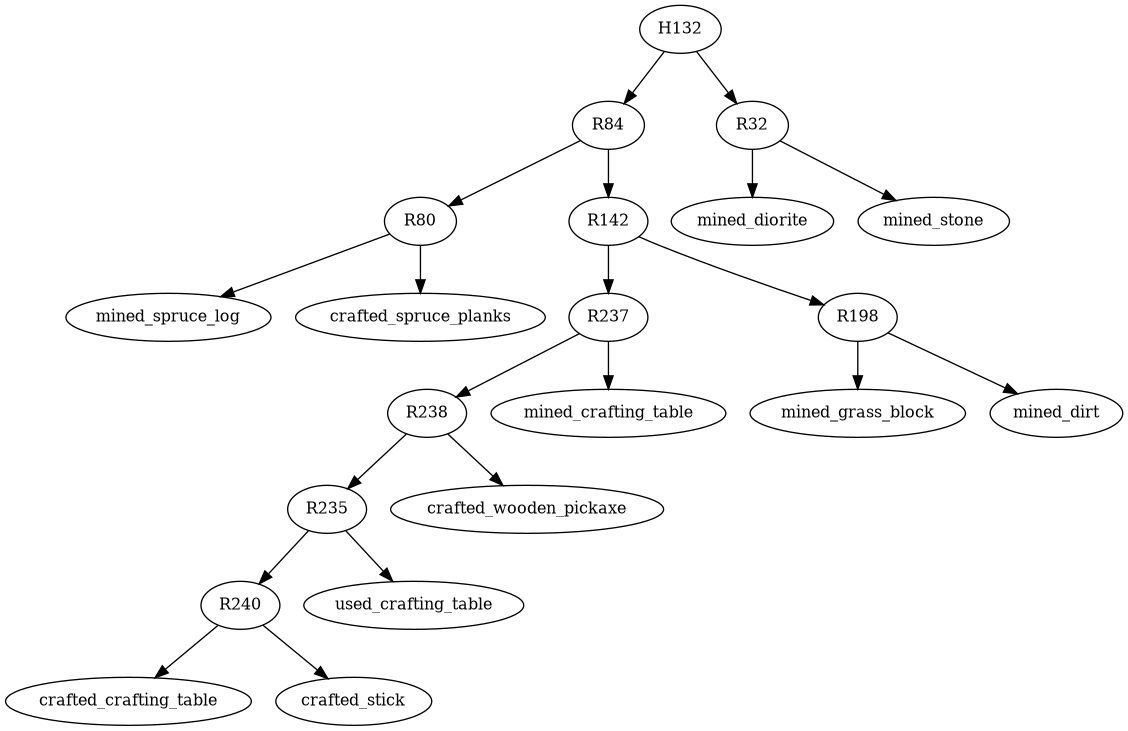 H132
R84
R32
R80
R142
mined_diorite
mined_stone
mined_spruce_log
crafted_spruce_planks
R237
R198
R238
mined_crafting_table
mined_grass_block
mined_dirt
R235
crafted_wooden_pickaxe
R240
used_crafting_table
crafted_crafting_table
crafted_stick